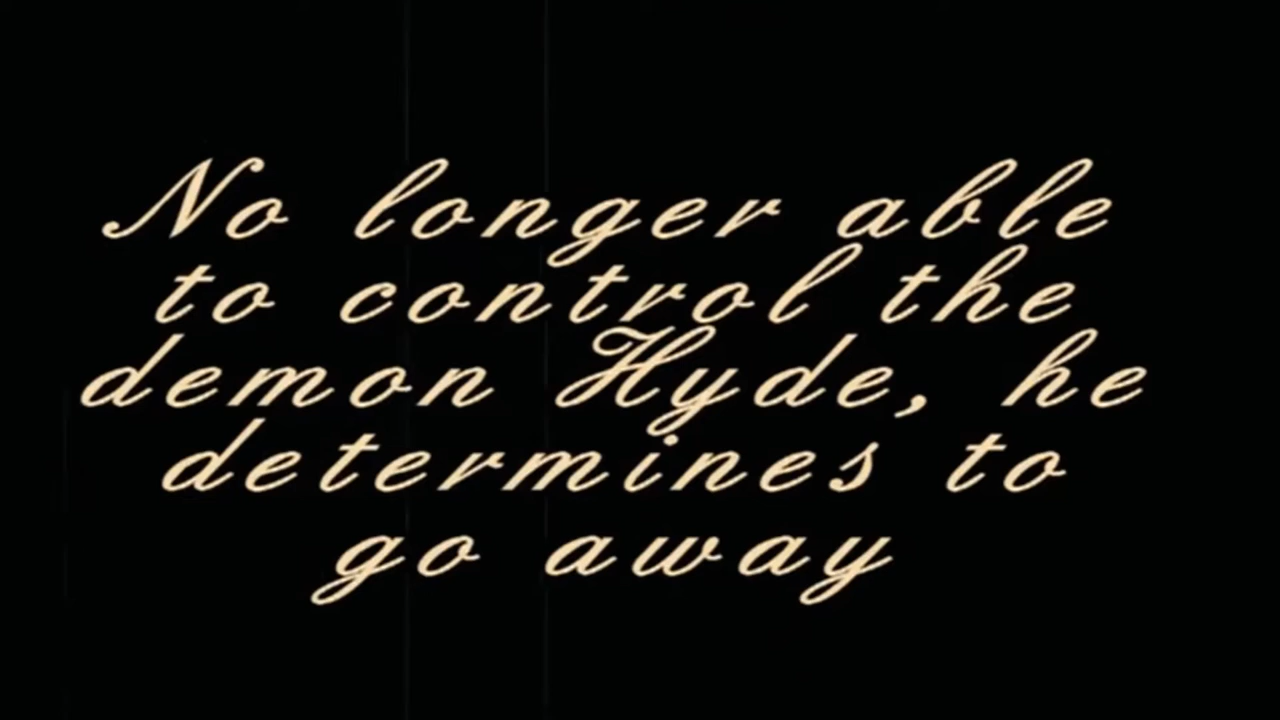 No longer able
to control the
demon Hyde, he
determines to
go away